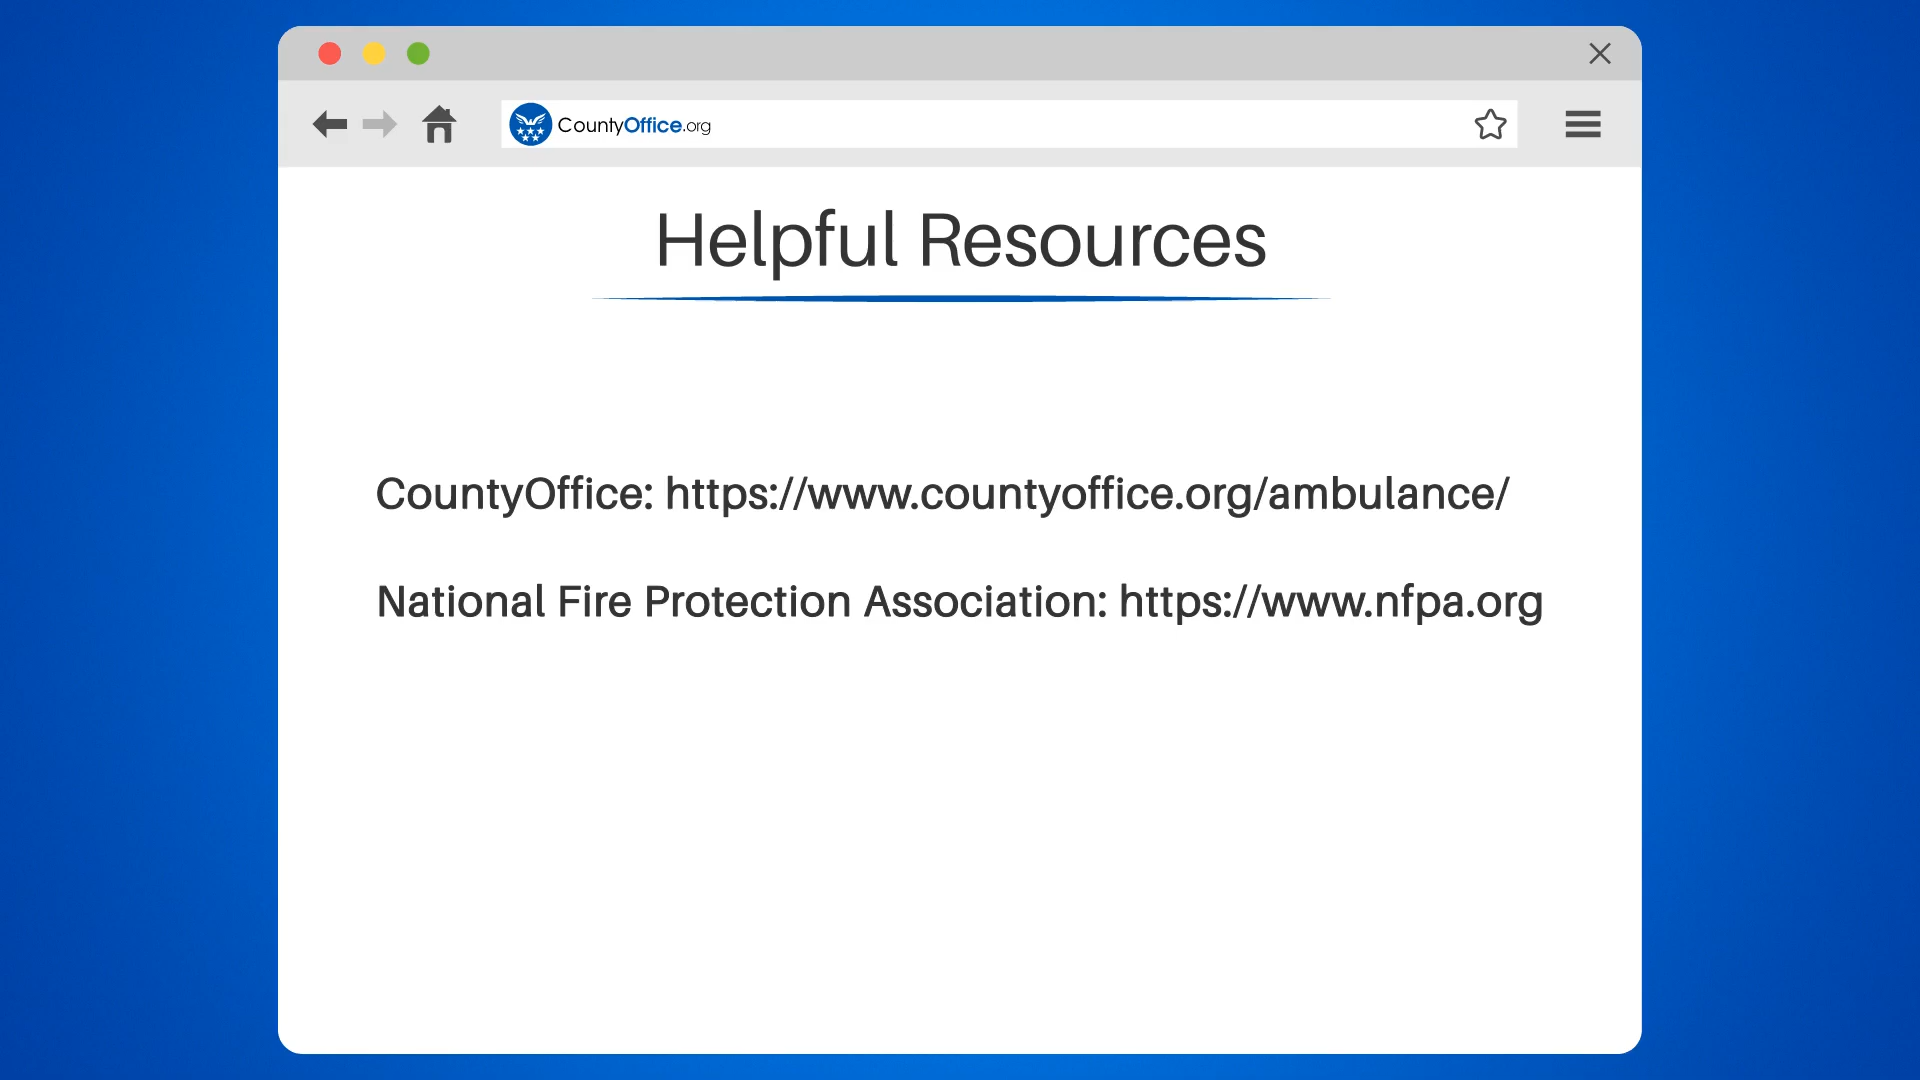 CountyOffice.org
Helpful Resources
CountyOffice: https://www.countyoffice.org/ambulance/
National Fire Protection Association: https://www.nfpa.org